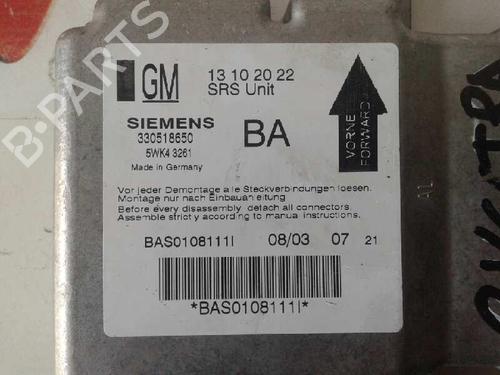 GM 13 10 20 22
SRS Unit
SIEMENS
330518650
5WK4 3261
Made in Germany
BA
VORNE
FORWARD
Vor jeder Demontage alle Steckverbindungen loesen.
Montage nur nach Einbauanleitung
Before every disassembly detach all connectors.
Assemble strictly according to manual instructions.
BAS0108111I 08/03 07 21
*BAS0108111I*
A1
B-PARTS